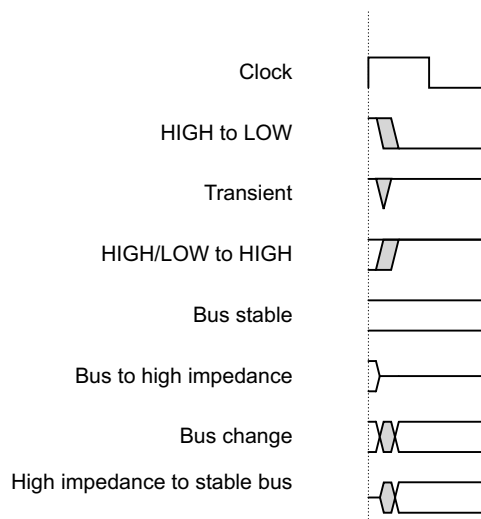 Clock
HIGH to LOW
Transient
HIGH/LOW to HIGH
Bus stable
Bus to high impedance
Bus change
High impedance to stable bus